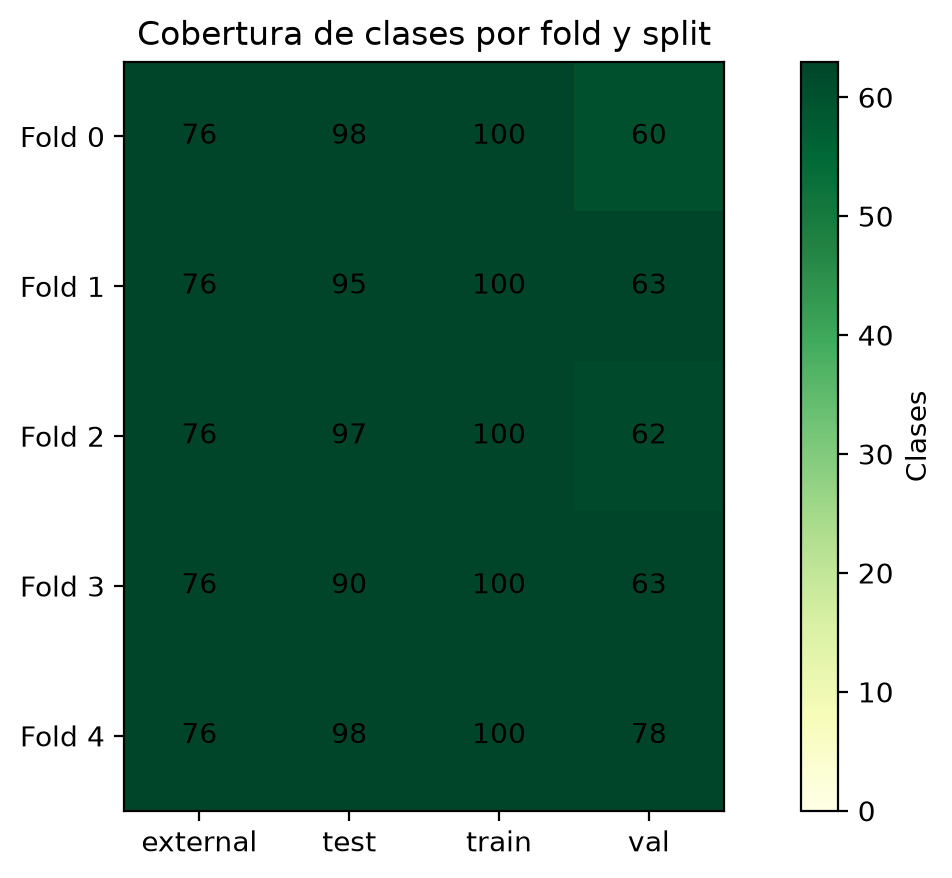 Cobertura de clases por fold y split
Fold 0 76 98 100 60
Fold 1 76 95 100 63
Fold 2 76 97 100 62
Fold 3 76 90 100 63
Fold 4 76 98 100 78
external test train val
60
50
40
30
20
10
0
Clases